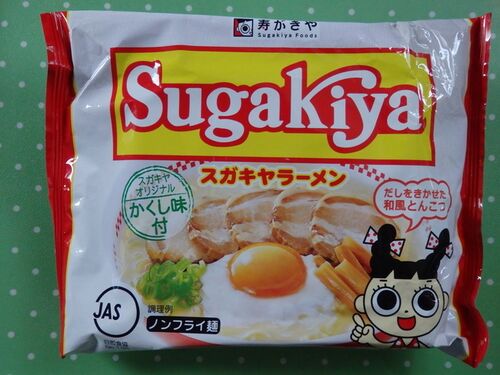 寿がきや
Sugakiya Foods
Sugakiya
スガキヤラーメン
スガキヤ
オリジナル
かくし味
付
だしをきかせた
和風とんこつ
JAS
調理例
ノンフライ麺